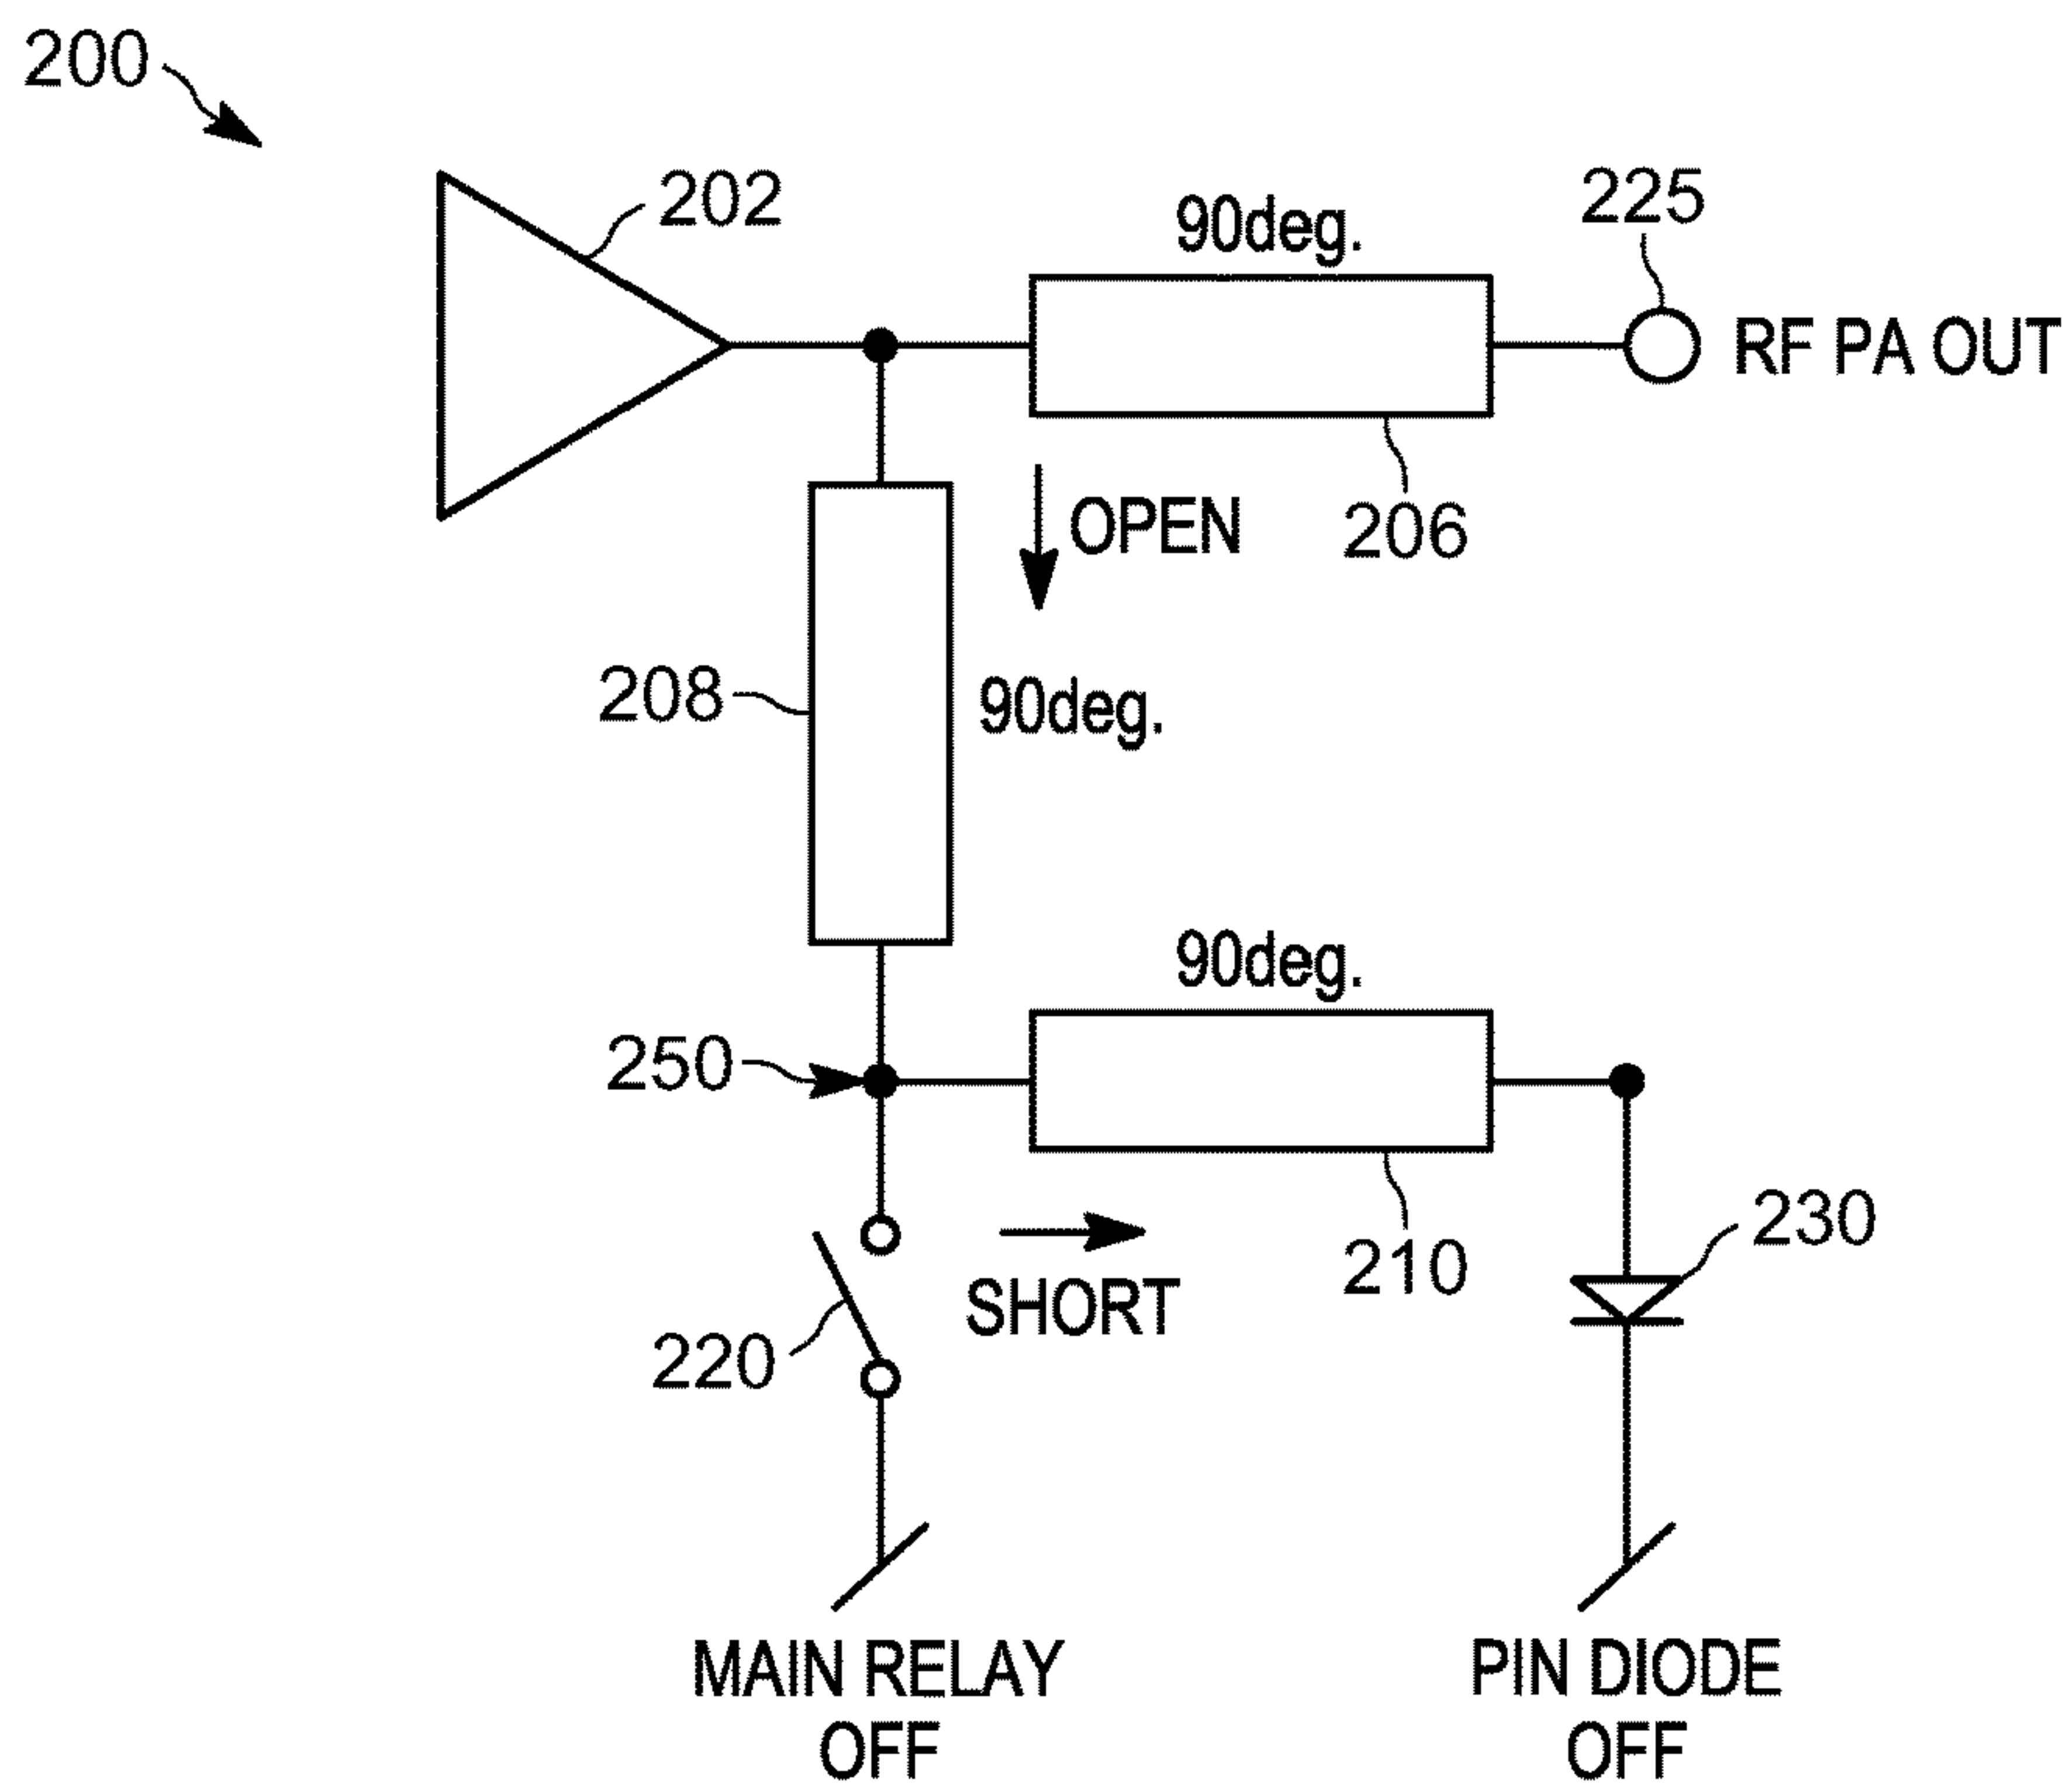 200
202
90deg.
225
RF PA OUT
OPEN
206
208
90deg.
90deg.
250
210
230
SHORT
220
MAIN RELAY
OFF
PIN DIODE
OFF